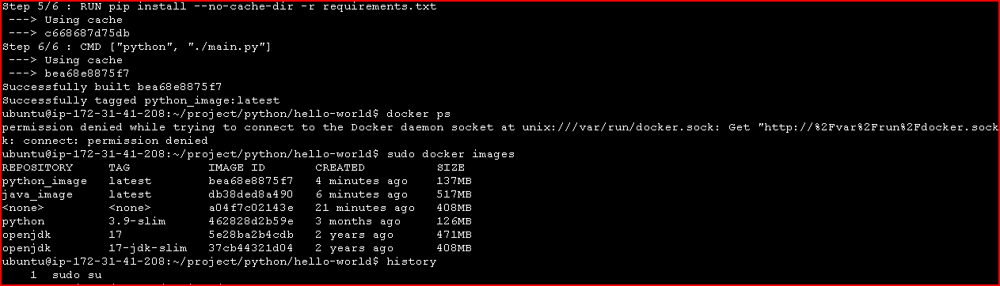 Step 5/6 : RUN pip install --no-cache-dir -r requirements.txt
 ---> Using cache
 ---> c668687d75db
Step 6/6 : CMD ["python", "./main.py"]
 ---> Using cache
 ---> bea68e8875f7
Successfully built bea68e8875f7
Successfully tagged python_image:latest
ubuntu@ip-172-31-41-208:~/project/python/hello-world$ docker ps
permission denied while trying to connect to the Docker daemon socket at unix:///var/run/docker.sock: Get "http://%2Fvar%2Frun%2Fdocker.soc
k: connect: permission denied
ubuntu@ip-172-31-41-208:~/project/python/hello-world$ sudo docker images
REPOSITORY     TAG           IMAGE ID       CREATED          SIZE
python_image   latest        bea68e8875f7   4 minutes ago    137MB
java_image     latest        db38ded8a490   6 minutes ago    517MB
<none>         <none>        a04f7c02143e   21 minutes ago   408MB
python         3.9-slim      462828d2b59e   3 months ago     126MB
openjdk        17            5e28ba2b4cdb   2 years ago      471MB
openjdk        17-jdk-slim   37cb44321d04   2 years ago      408MB
ubuntu@ip-172-31-41-208:~/project/python/hello-world$ history
    1  sudo su